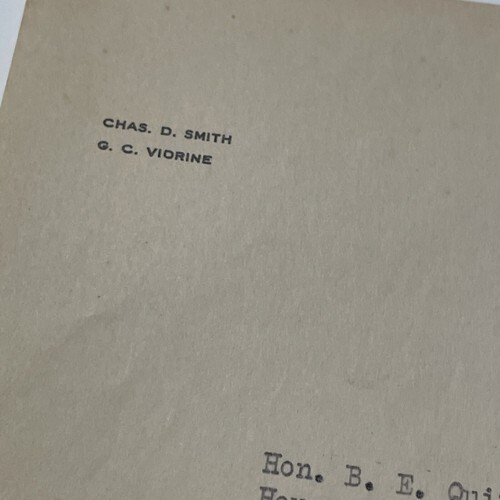 CHAS. D. SMITH
G. C. VIORINE
Hon. B. E.